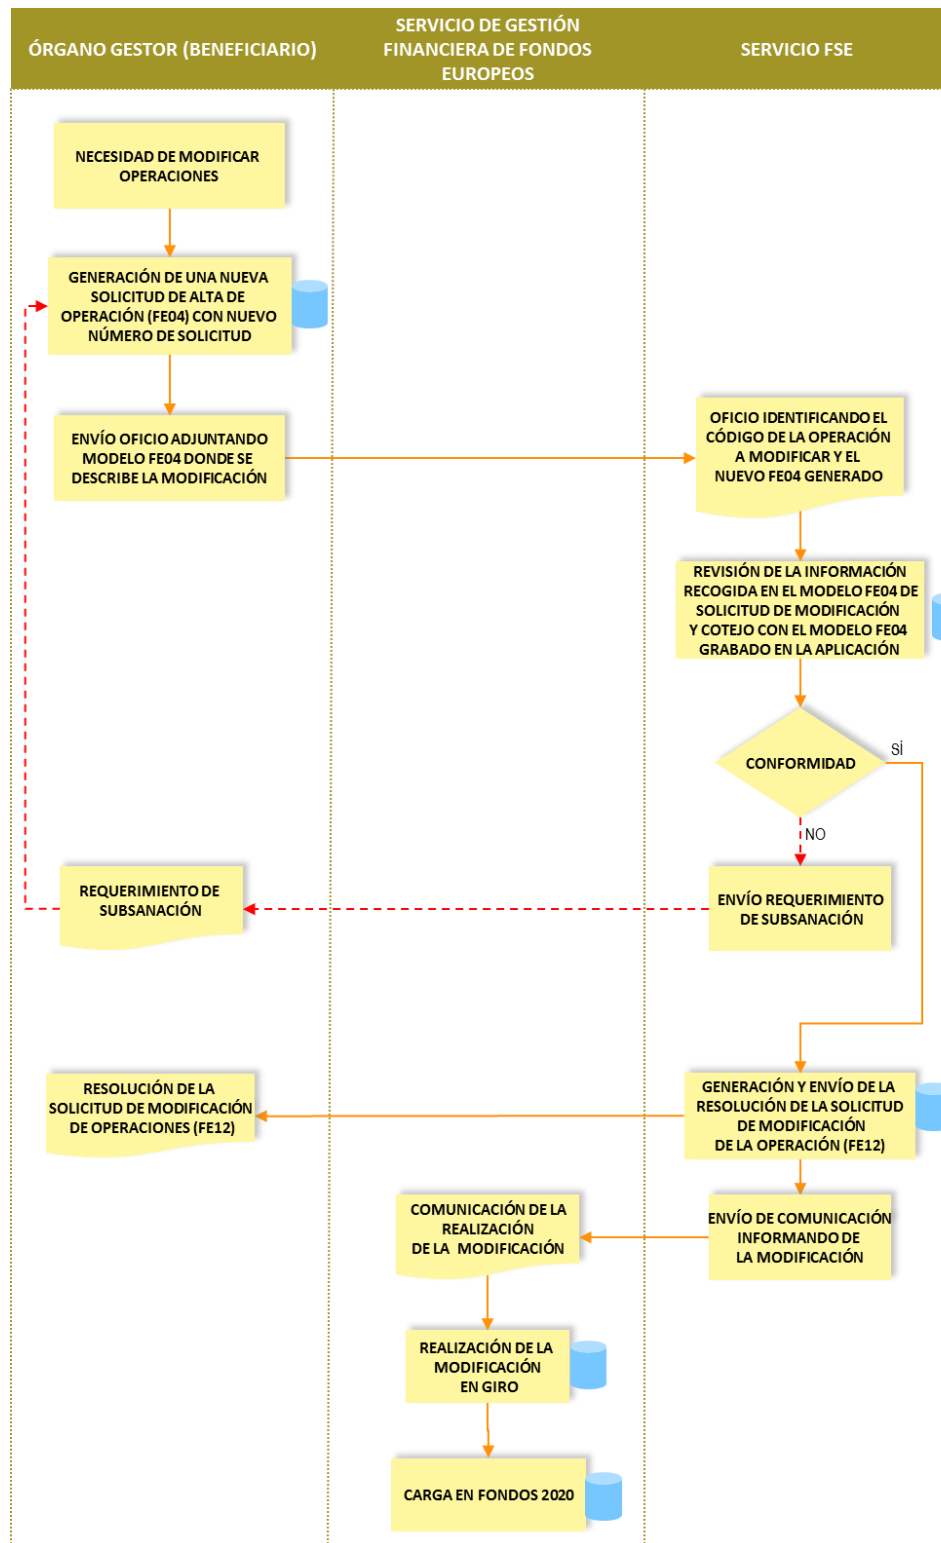 ÓRGANO GESTOR (BENEFICIARIO)
SERVICIO DE GESTIÓN
FINANCIERA DE FONDOS
EUROPEOS
SERVICIO FSE
NECESIDAD DE MODIFICAR
OPERACIONES
GENERACIÓN DE UNA NUEVA
SOLICITUD DE ALTA DE
OPERACIÓN (FE04) CON NUEVO
NÚMERO DE SOLICITUD
ENVÍO OFICIO ADJUNTANDO
MODELO FE04 DONDE SE
DESCRIBE LA MODIFICACIÓN
OFICIO IDENTIFICANDO EL
CÓDIGO DE LA OPERACIÓN
A MODIFICAR Y EL
NUEVO FE04 GENERADO
REVISIÓN DE LA INFORMACIÓN
RECOGIDA EN EL MODELO FE04 DE
SOLICITUD DE MODIFICACIÓN
Y COTEJO CON EL MODELO FE04
GRABADO EN LA APLICACIÓN
CONFORMIDAD
SÍ
NO
REQUERIMIENTO DE
SUBSANACIÓN
ENVÍO REQUERIMIENTO
DE SUBSANACIÓN
RESOLUCIÓN DE LA
SOLICITUD DE MODIFICACIÓN
DE OPERACIONES (FE12)
GENERACIÓN Y ENVÍO DE LA
RESOLUCIÓN DE LA SOLICITUD
DE MODIFICACIÓN
DE LA OPERACIÓN (FE12)
COMUNICACIÓN DE LA
REALIZACIÓN
DE LA MODIFICACIÓN
ENVÍO DE COMUNICACIÓN
INFORMANDO DE
LA MODIFICACIÓN
REALIZACIÓN DE LA
MODIFICACIÓN
EN GIRO
CARGA EN FONDOS 2020